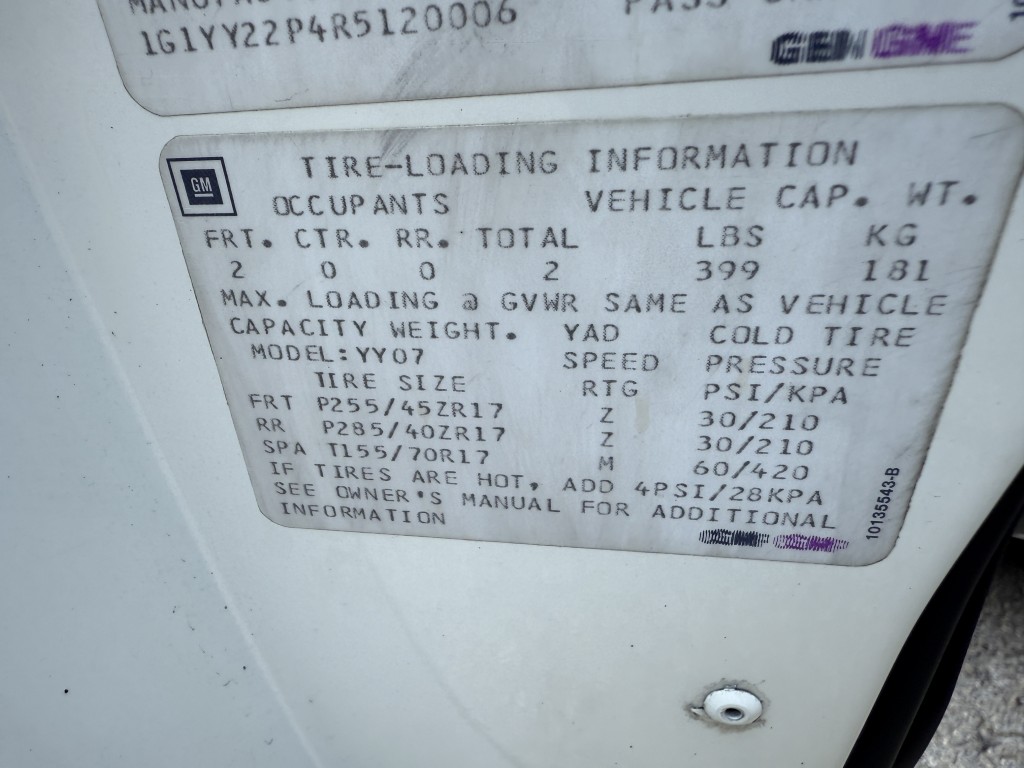 1G1YY22P4R5120006
GEN GME
GM
TIRE-LOADING INFORMATION
OCCUPANTS VEHICLE CAP. WT.
FRT. CTR. RR. TOTAL LBS KG
2 0 0 2 399 181
MAX. LOADING @ GVWR SAME AS VEHICLE
CAPACITY WEIGHT. YAD COLD TIRE
MODEL:YY07 SPEED PRESSURE
TIRE SIZE RTG PSI/KPA
FRT P255/45ZR17 Z 30/210
RR P285/40ZR17 Z 30/210
SPA T155/70R17 M 60/420
IF TIRES ARE HOT, ADD 4PSI/28KPA
SEE OWNER'S MANUAL FOR ADDITIONAL
INFORMATION
10135543-B